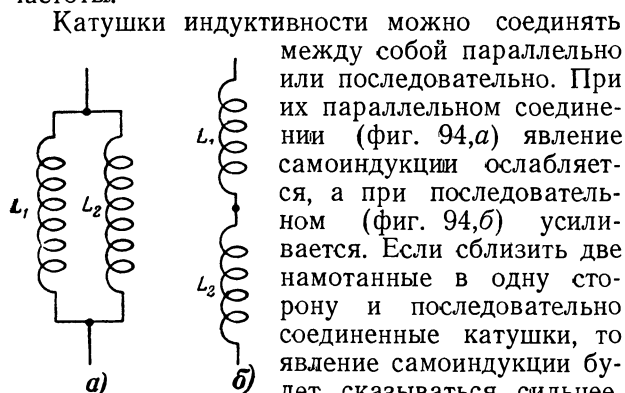 Катушки индуктивности можно соединять
между собой параллельно
или последовательно. При
их параллельном соедине-
нии (фиг. 94,а) явление
самоиндукции ослабляет-
ся, а при последователь-
ном (фиг. 94,б) усили-
вается. Если сблизить две
намотанные в одну сто-
рону и последовательно
соединенные катушки, то
явление самоиндукции бу-
дет сказываться сильнее,
L₁ L₂
L₁
L₂
а) б)